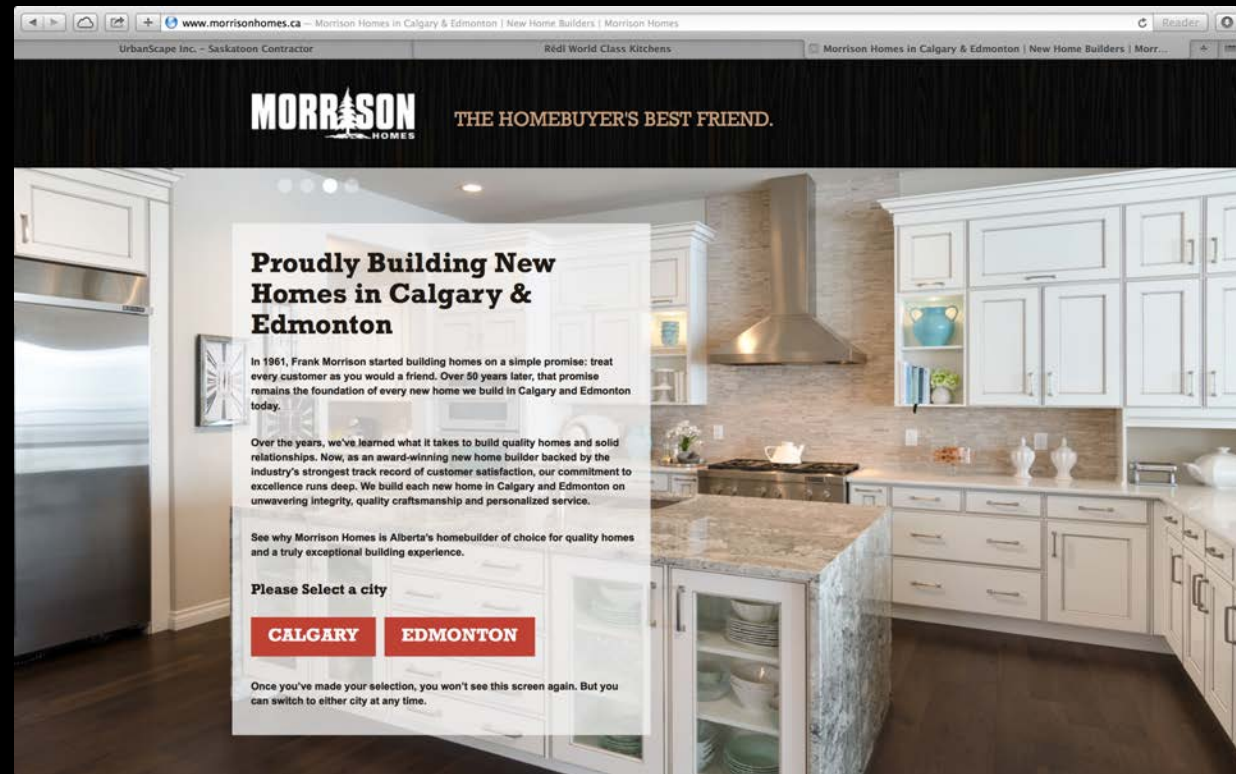 www.morrisonhomes.ca — Morrison Homes in Calgary & Edmonton | New Home Builders | Morrison Homes
Reader
UrbanScape Inc. – Saskatoon Contractor
Rēdl World Class Kitchens
Morrison Homes in Calgary & Edmonton | New Home Builders | Morr...
MORRISON
HOMES
THE HOMEBUYER'S BEST FRIEND.
Proudly Building New
Homes in Calgary &
Edmonton
In 1961, Frank Morrison started building homes on a simple promise: treat
every customer as you would a friend. Over 50 years later, that promise
remains the foundation of every new home we build in Calgary and Edmonton
today.
Over the years, we've learned what it takes to build quality homes and solid
relationships. Now, as an award-winning new home builder backed by the
industry's strongest track record of customer satisfaction, our commitment to
excellence runs deep. We build each new home in Calgary and Edmonton on
unwavering integrity, quality craftsmanship and personalized service.
See why Morrison Homes is Alberta's homebuilder of choice for quality homes
and a truly exceptional building experience.
Please Select a city
CALGARY
EDMONTON
Once you've made your selection, you won't see this screen again. But you
can switch to either city at any time.